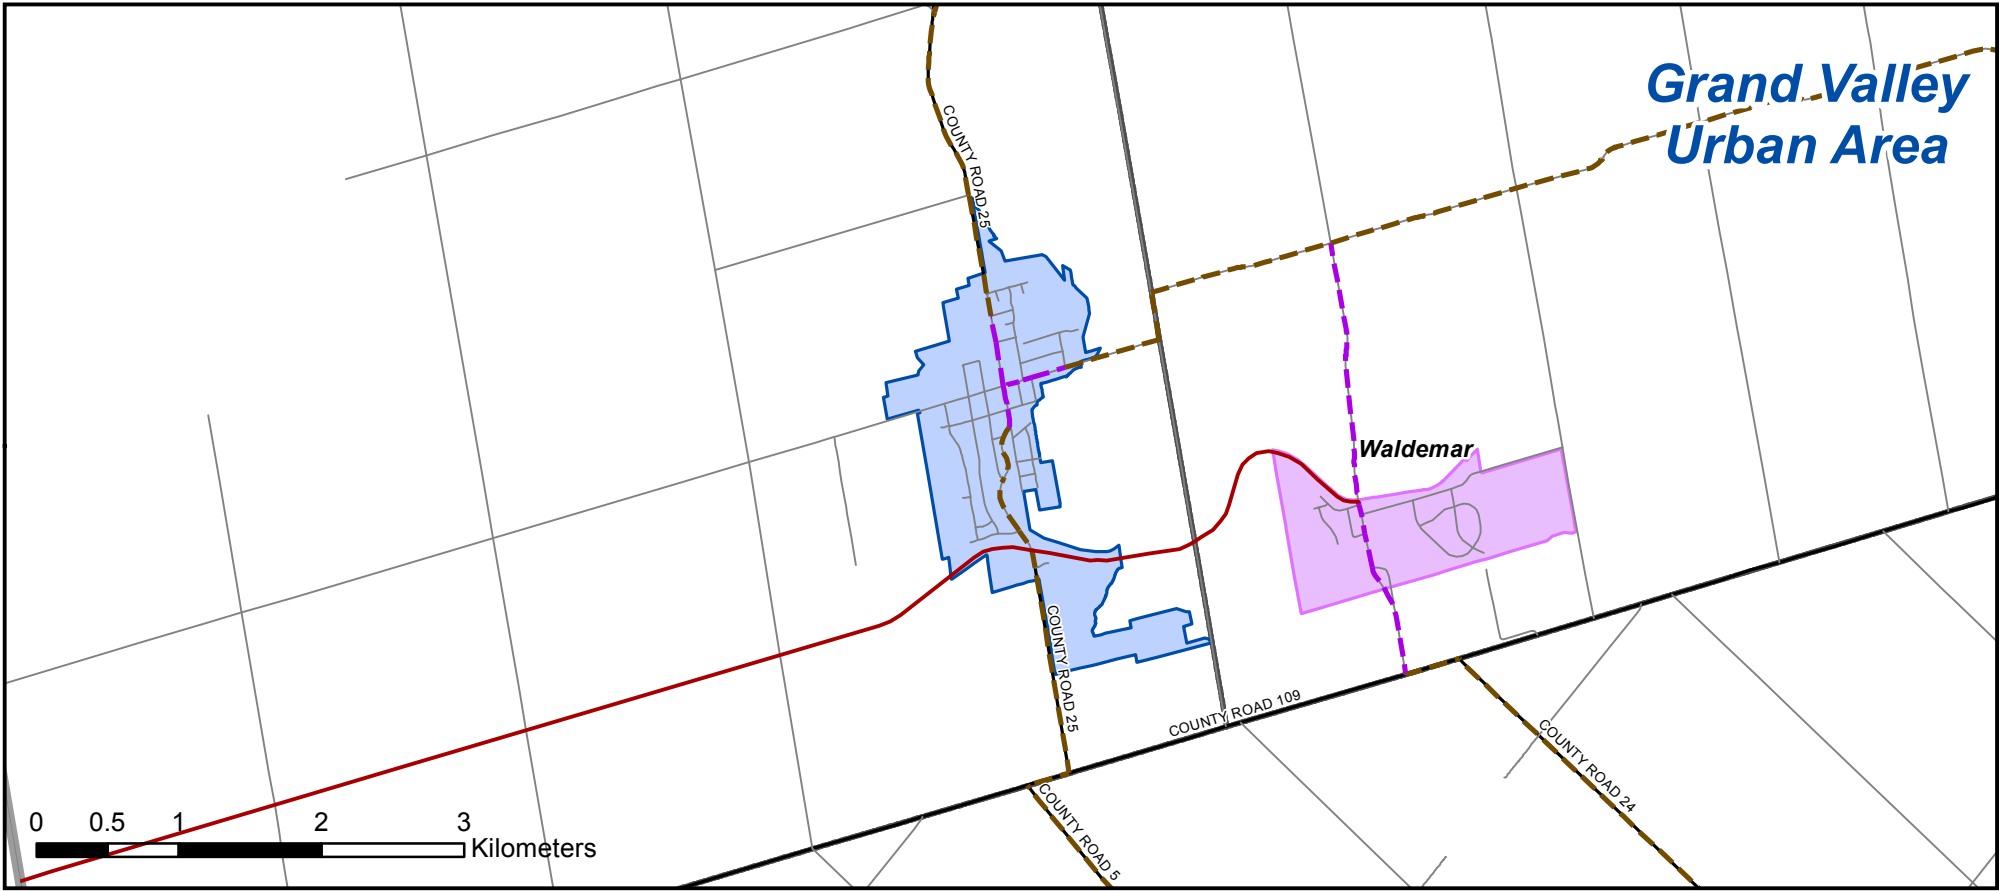 Grand Valley
Urban Area
COUNTY ROAD 25
Waldemar
COUNTY ROAD 25
COUNTY ROAD 109
COUNTY ROAD 24
COUNTY ROAD 5
0 0.5 1 2 3
Kilometers